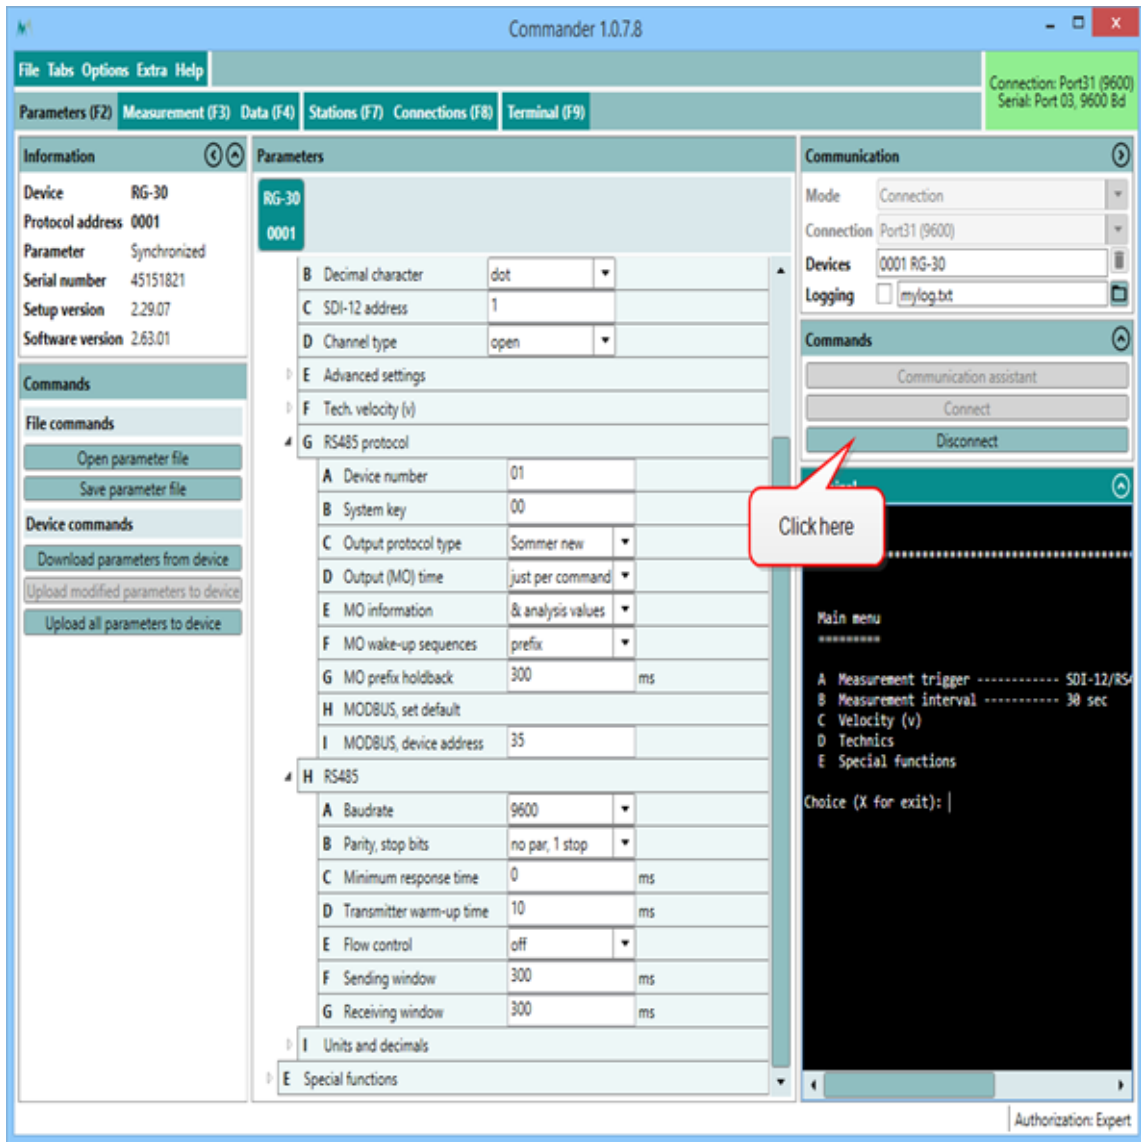 Commander 1.0.7.8
File Tabs Options Extra Help
Connection: Port31 (9600)
Serial: Port 03, 9600 Bd
Parameters (F2) Measurement (F3) Data (F4) Stations (F7) Connections (F8) Terminal (F9)
Information
Device RG-30
Protocol address 0001
Parameter Synchronized
Serial number 45151821
Setup version 2.29.07
Software version 2.63.01
Commands
File commands
Open parameter file
Save parameter file
Device commands
Download parameters from device
Upload modified parameters to device
Upload all parameters to device
Parameters
RG-30
0001
B Decimal character dot
C SDI-12 address 1
D Channel type open
E Advanced settings
F Tech. velocity (v)
G RS485 protocol
A Device number 01
B System key 00
C Output protocol type Sommer new
D Output (MO) time just per command
E MO information & analysis values
F MO wake-up sequences prefix
G MO prefix holdback 300 ms
H MODBUS, set default
I MODBUS, device address 35
H RS485
A Baudrate 9600
B Parity, stop bits no par, 1 stop
C Minimum response time 0 ms
D Transmitter warm-up time 10 ms
E Flow control off
F Sending window 300 ms
G Receiving window 300 ms
I Units and decimals
E Special functions
Communication
Mode Connection
Connection Port31 (9600)
Devices 0001 RG-30
Logging mylog.txt
Commands
Communication assistant
Connect
Disconnect
Click here
Main menu
=========
A Measurement trigger ------------ SDI-12/RS4
B Measurement interval ----------- 30 sec
C Velocity (v)
D Technics
E Special functions
Choice (X for exit):
Authorization: Expert